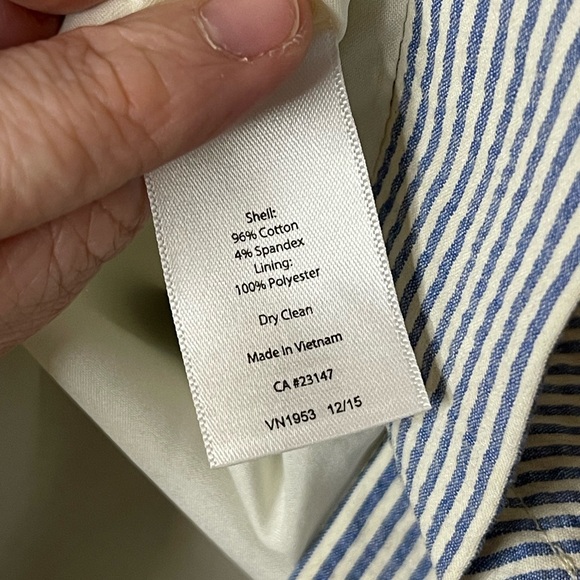 Shell:
96% Cotton
4% Spandex
Lining:
100% Polyester
Dry Clean
Made in Vietnam
CA #23147
VN1953 12/15